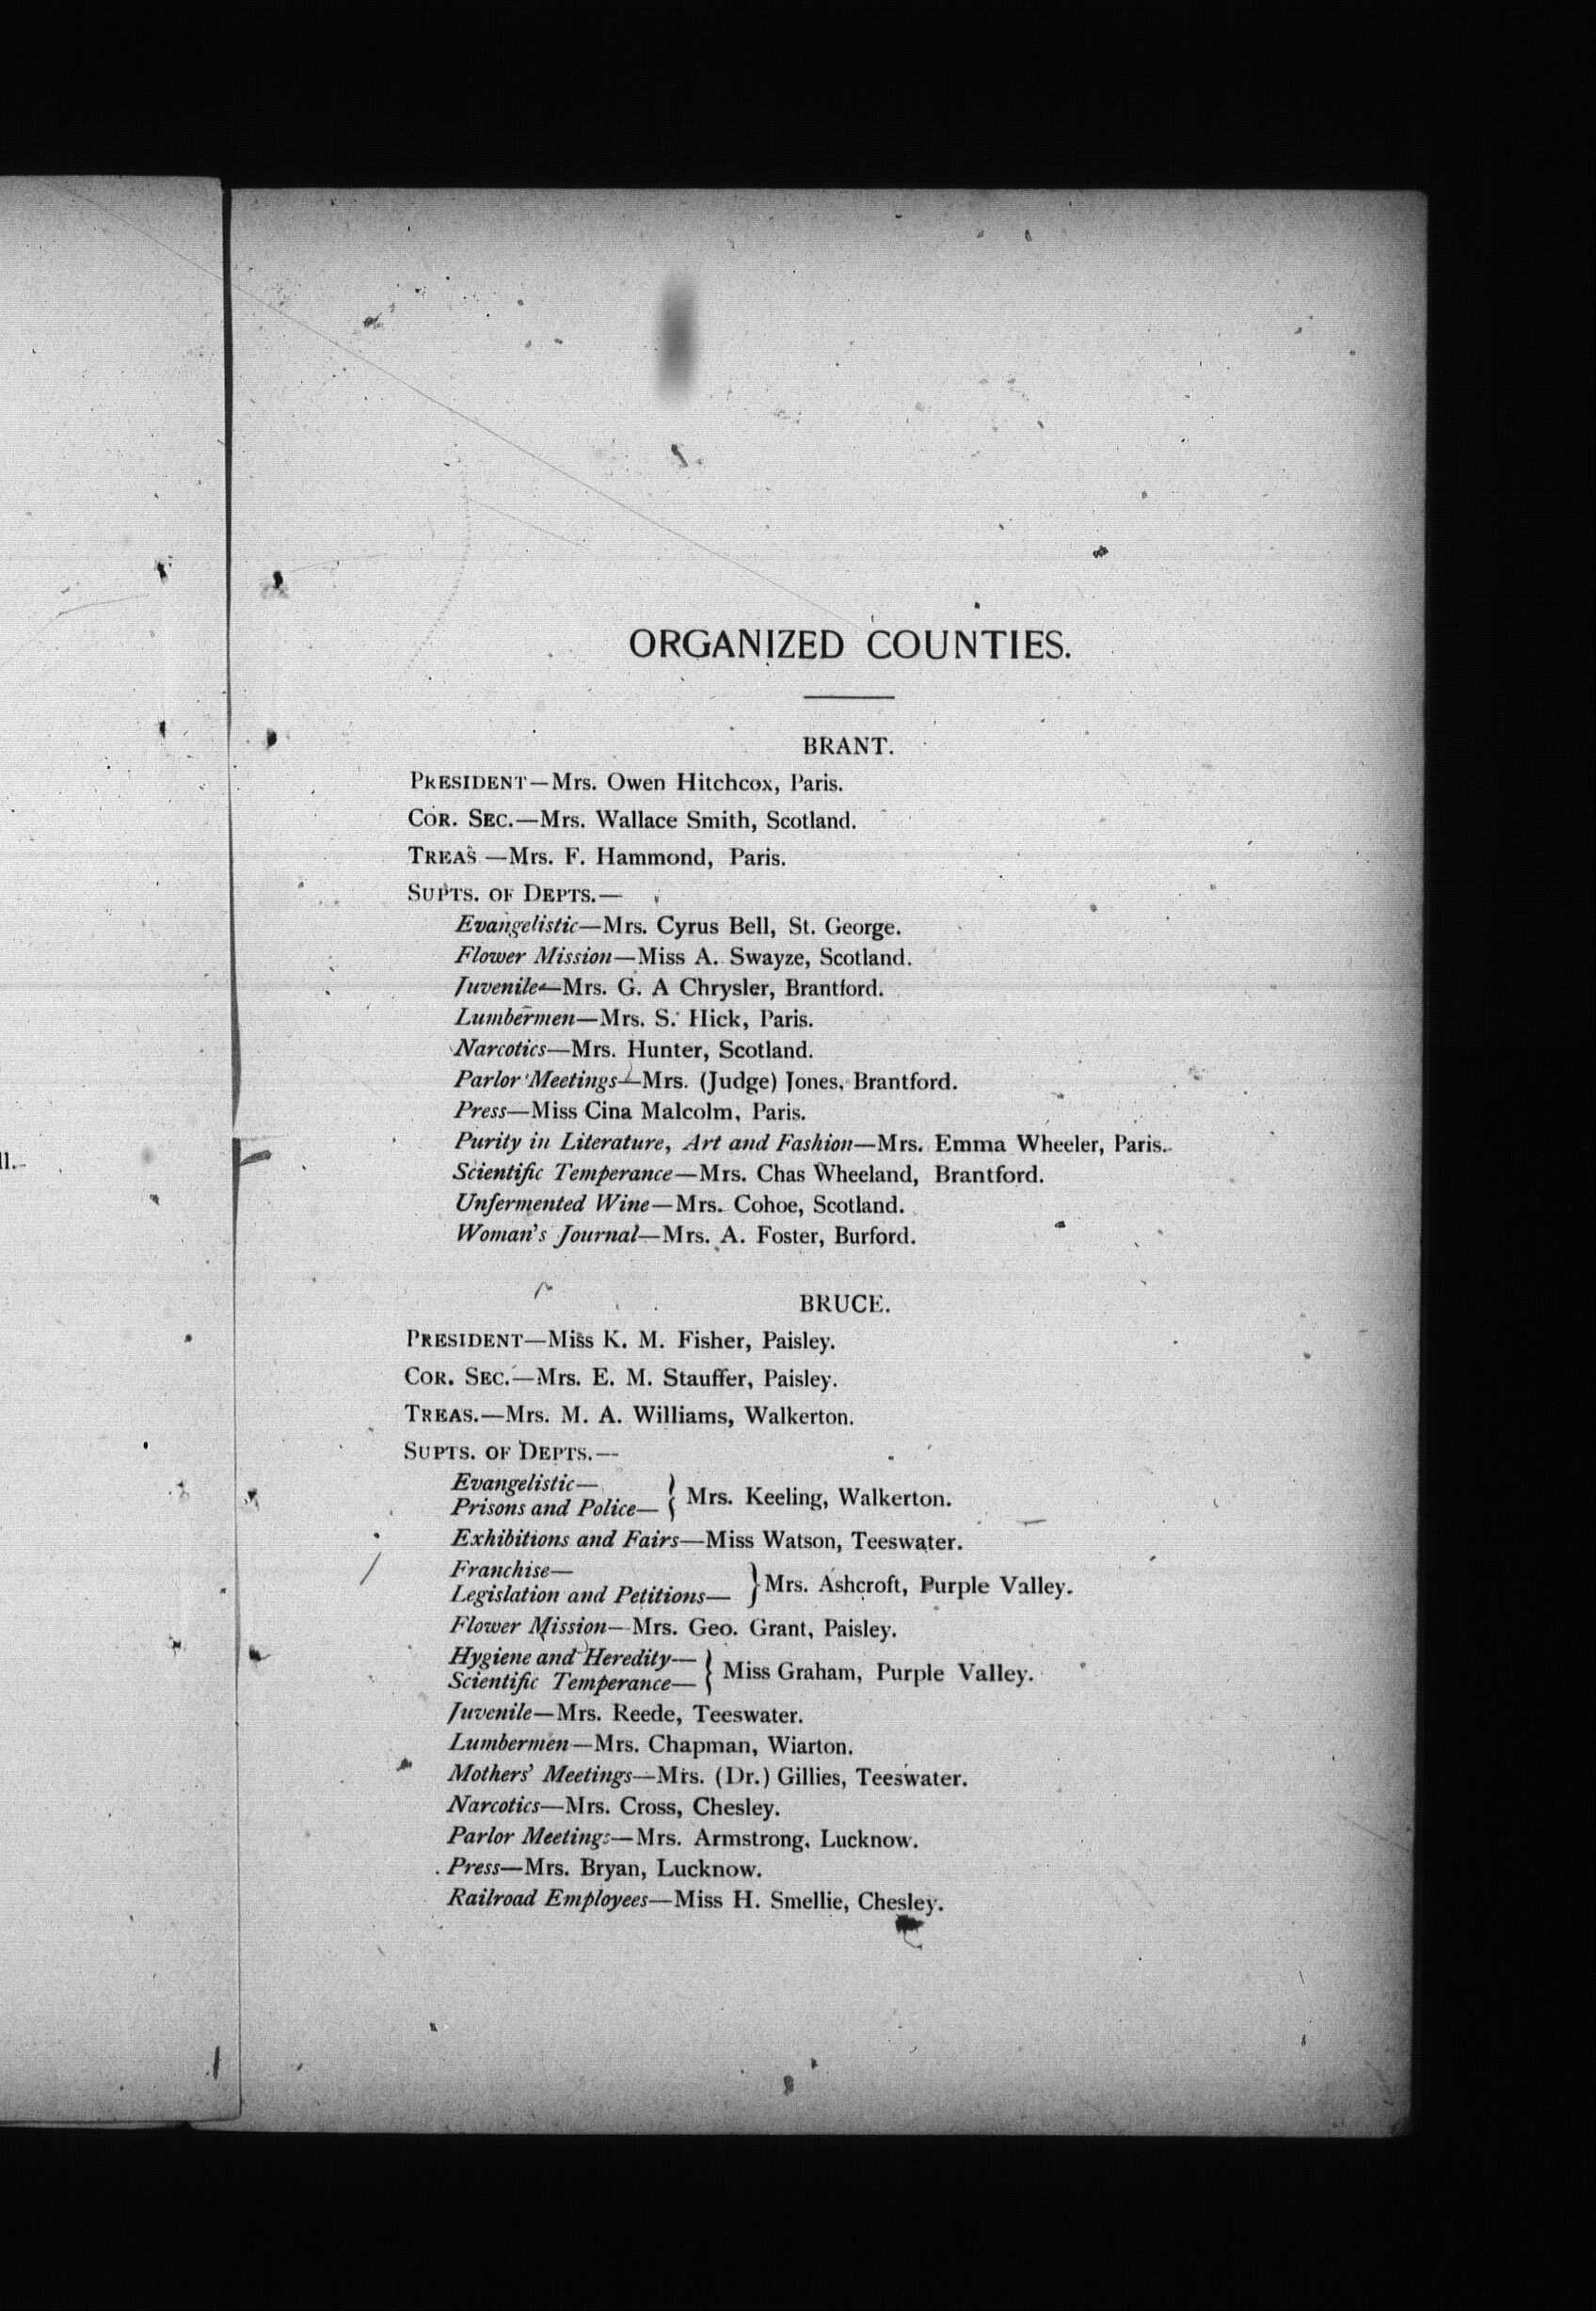 ll.
ORGANIZED COUNTIES.
BRANT.
PRESIDENT—Mrs. Owen Hitchcox, Paris.
COR. SEC.—Mrs. Wallace Smith, Scotland.
TREAS —Mrs. F. Hammond, Paris.
SUPTS. OF DEPTS.—
Evangelistic—Mrs. Cyrus Bell, St. George.
Flower Mission—Miss A. Swayze, Scotland.
Juvenile—Mrs. G. A Chrysler, Brantford.
Lumbermen—Mrs. S. Hick, Paris.
Narcotics—Mrs. Hunter, Scotland.
Parlor Meetings—Mrs. (Judge) Jones, Brantford.
Press—Miss Cina Malcolm, Paris.
Purity in Literature, Art and Fashion—Mrs. Emma Wheeler, Paris.
Scientific Temperance—Mrs. Chas Wheeland, Brantford.
Unfermented Wine—Mrs. Cohoe, Scotland.
Woman's Journal—Mrs. A. Foster, Burford.
BRUCE.
PRESIDENT—Miss K. M. Fisher, Paisley.
COR. SEC.—Mrs. E. M. Stauffer, Paisley.
TREAS.—Mrs. M. A. Williams, Walkerton.
SUPTS. OF DEPTS.—
Evangelistic—
Prisons and Police— } Mrs. Keeling, Walkerton.
Exhibitions and Fairs—Miss Watson, Teeswater.
Franchise—
Legislation and Petitions— } Mrs. Ashcroft, Purple Valley.
Flower Mission—Mrs. Geo. Grant, Paisley.
Hygiene and Heredity—
Scientific Temperance— } Miss Graham, Purple Valley.
Juvenile—Mrs. Reede, Teeswater.
Lumbermen—Mrs. Chapman, Wiarton.
Mothers' Meetings—Mrs. (Dr.) Gillies, Teeswater.
Narcotics—Mrs. Cross, Chesley.
Parlor Meetings—Mrs. Armstrong, Lucknow.
Press—Mrs. Bryan, Lucknow.
Railroad Employees—Miss H. Smellie, Chesley.